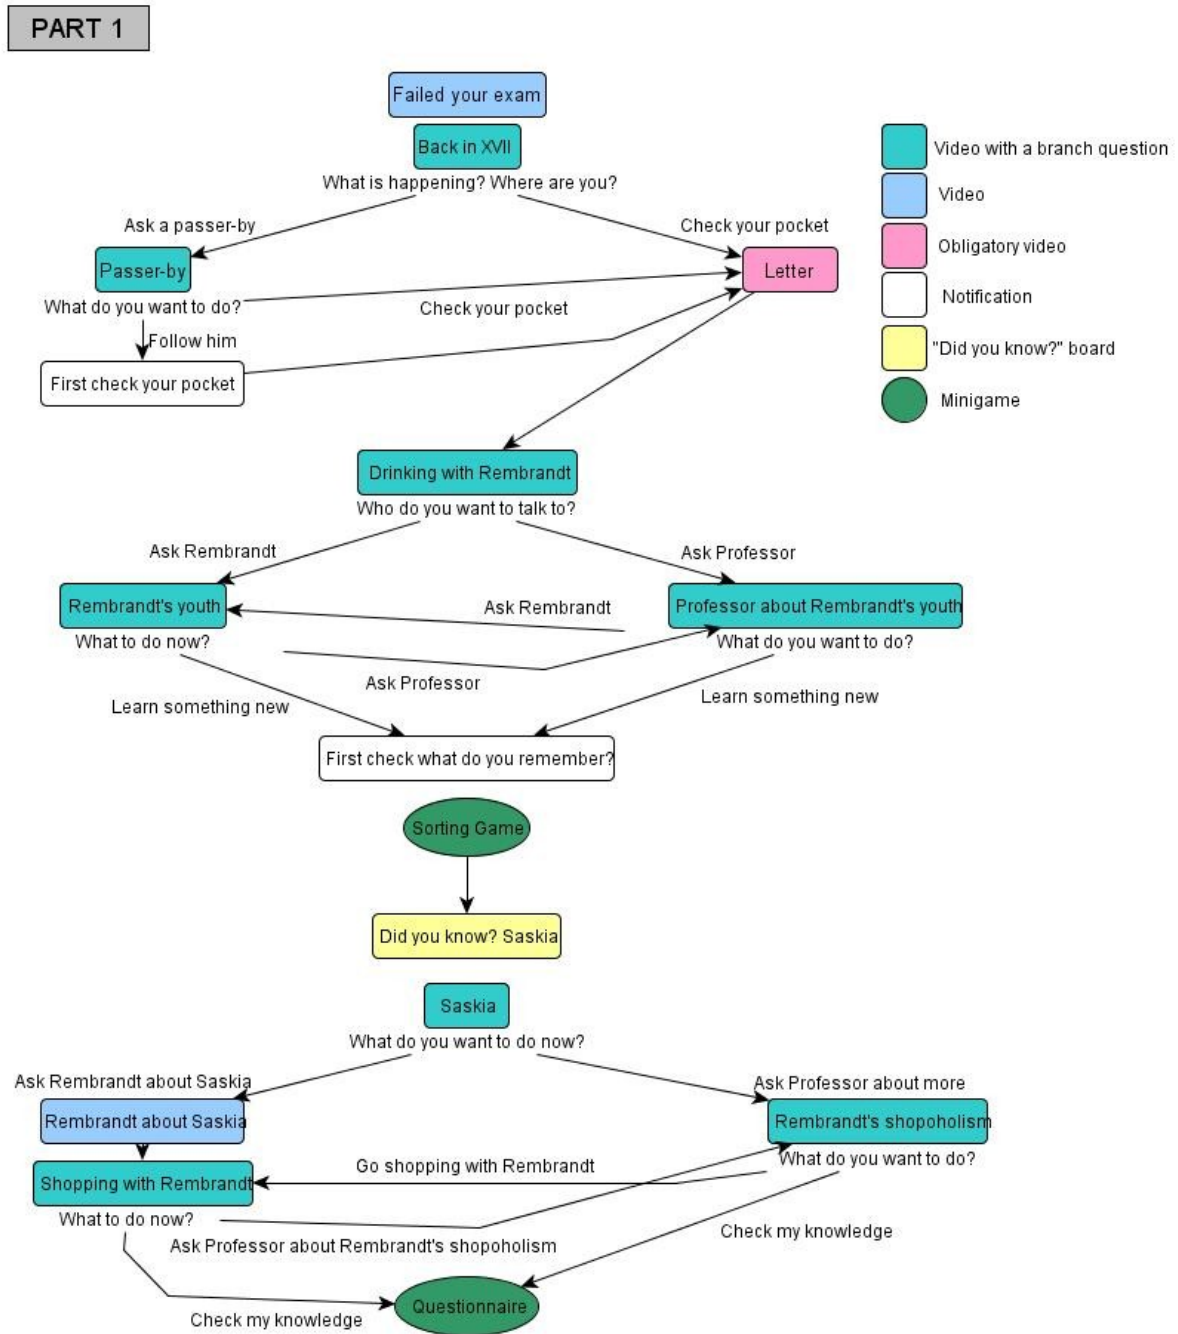 PART 1
Failed your exam
Back in XVII
What is happening? Where are you?
Ask a passer-by
Check your pocket
Passer-by
Letter
What do you want to do?
Check your pocket
Follow him
First check your pocket
Video with a branch question
Video
Obligatory video
Notification
"Did you know?" board
Minigame
Drinking with Rembrandt
Who do you want to talk to?
Ask Rembrandt
Ask Professor
Rembrandt's youth
Ask Rembrandt
Professor about Rembrandt's youth
What to do now?
What do you want to do?
Ask Professor
Learn something new
Learn something new
First check what do you remember?
Sorting Game
Did you know? Saskia
Saskia
What do you want to do now?
Ask Rembrandt about Saskia
Ask Professor about more
Rembrandt about Saskia
Rembrandt's shopoholism
Go shopping with Rembrandt
What do you want to do?
Shopping with Rembrandt
What to do now?
Ask Professor about Rembrandt's shopoholism
Check my knowledge
Questionnaire
Check my knowledge